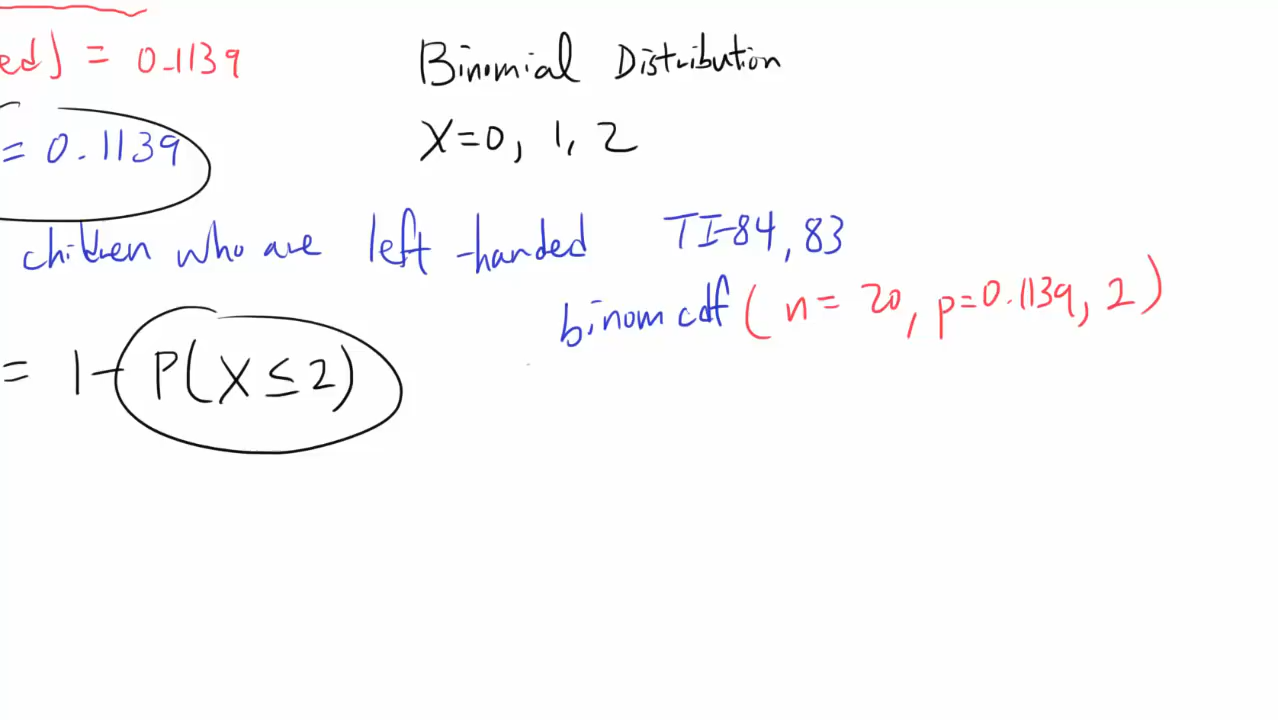 ed) = 0.1139
Binomial Distribution
= 0.1139
X=0, 1, 2
children who are left-handed
TI-84, 83
binomcdf(n = 20, p=0.1139, 2)
= 1- P(X ≤ 2)